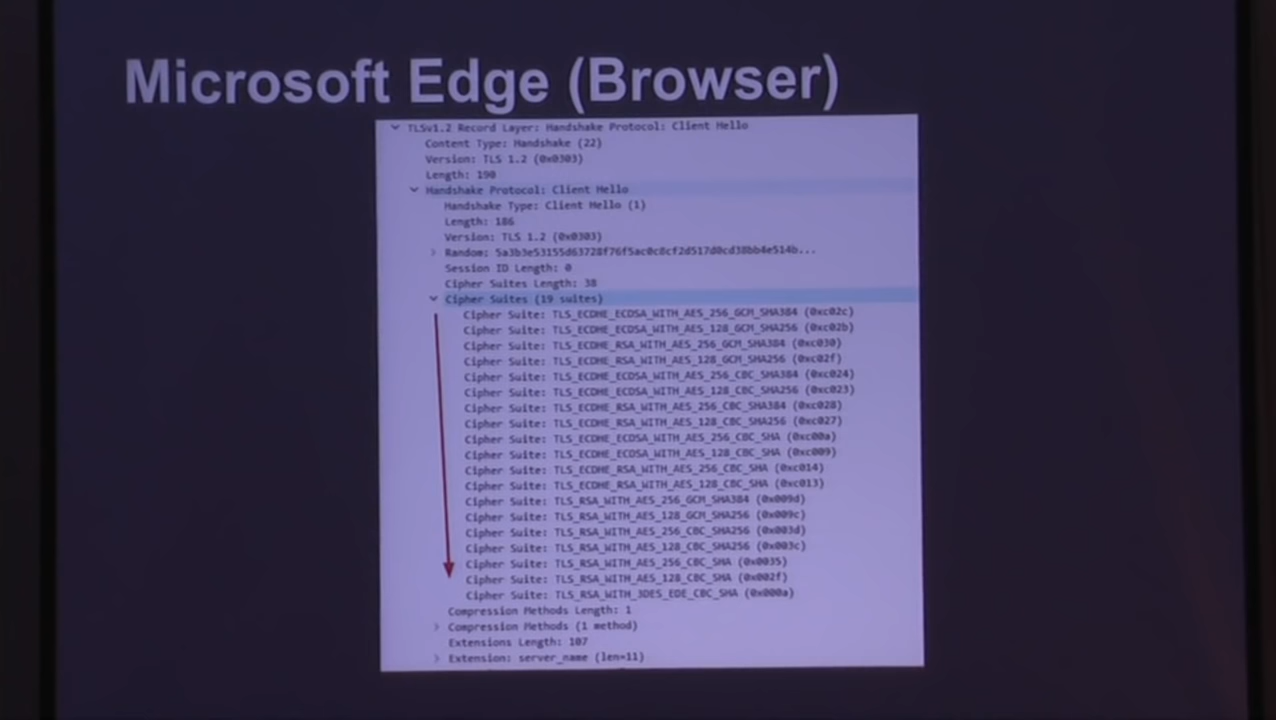 Microsoft Edge (Browser)
TLSv1.2 Record Layer: Handshake Protocol: Client Hello
Content Type: Handshake (22)
Version: TLS 1.2 (0x0303)
Length: 190
Handshake Protocol: Client Hello
Handshake Type: Client Hello (1)
Length: 186
Version: TLS 1.2 (0x0303)
Random: 5a3b3e53155d63728f76f5ac0c8cf2d517d0cd38bb4e514b...
Session ID Length: 0
Cipher Suites Length: 38
Cipher Suites (19 suites)
Cipher Suite: TLS_ECDHE_ECDSA_WITH_AES_256_GCM_SHA384 (0xc02c)
Cipher Suite: TLS_ECDHE_ECDSA_WITH_AES_128_GCM_SHA256 (0xc02b)
Cipher Suite: TLS_ECDHE_RSA_WITH_AES_256_GCM_SHA384 (0xc030)
Cipher Suite: TLS_ECDHE_RSA_WITH_AES_128_GCM_SHA256 (0xc02f)
Cipher Suite: TLS_ECDHE_ECDSA_WITH_AES_256_CBC_SHA384 (0xc024)
Cipher Suite: TLS_ECDHE_ECDSA_WITH_AES_128_CBC_SHA256 (0xc023)
Cipher Suite: TLS_ECDHE_RSA_WITH_AES_256_CBC_SHA384 (0xc028)
Cipher Suite: TLS_ECDHE_RSA_WITH_AES_128_CBC_SHA256 (0xc027)
Cipher Suite: TLS_ECDHE_ECDSA_WITH_AES_256_CBC_SHA (0xc00a)
Cipher Suite: TLS_ECDHE_ECDSA_WITH_AES_128_CBC_SHA (0xc009)
Cipher Suite: TLS_ECDHE_RSA_WITH_AES_256_CBC_SHA (0xc014)
Cipher Suite: TLS_ECDHE_RSA_WITH_AES_128_CBC_SHA (0xc013)
Cipher Suite: TLS_RSA_WITH_AES_256_GCM_SHA384 (0x009d)
Cipher Suite: TLS_RSA_WITH_AES_128_GCM_SHA256 (0x009c)
Cipher Suite: TLS_RSA_WITH_AES_256_CBC_SHA256 (0x003d)
Cipher Suite: TLS_RSA_WITH_AES_128_CBC_SHA256 (0x003c)
Cipher Suite: TLS_RSA_WITH_AES_256_CBC_SHA (0x0035)
Cipher Suite: TLS_RSA_WITH_AES_128_CBC_SHA (0x002f)
Cipher Suite: TLS_RSA_WITH_3DES_EDE_CBC_SHA (0x000a)
Compression Methods Length: 1
Compression Methods (1 method)
Extensions Length: 107
Extension: server_name (len=11)